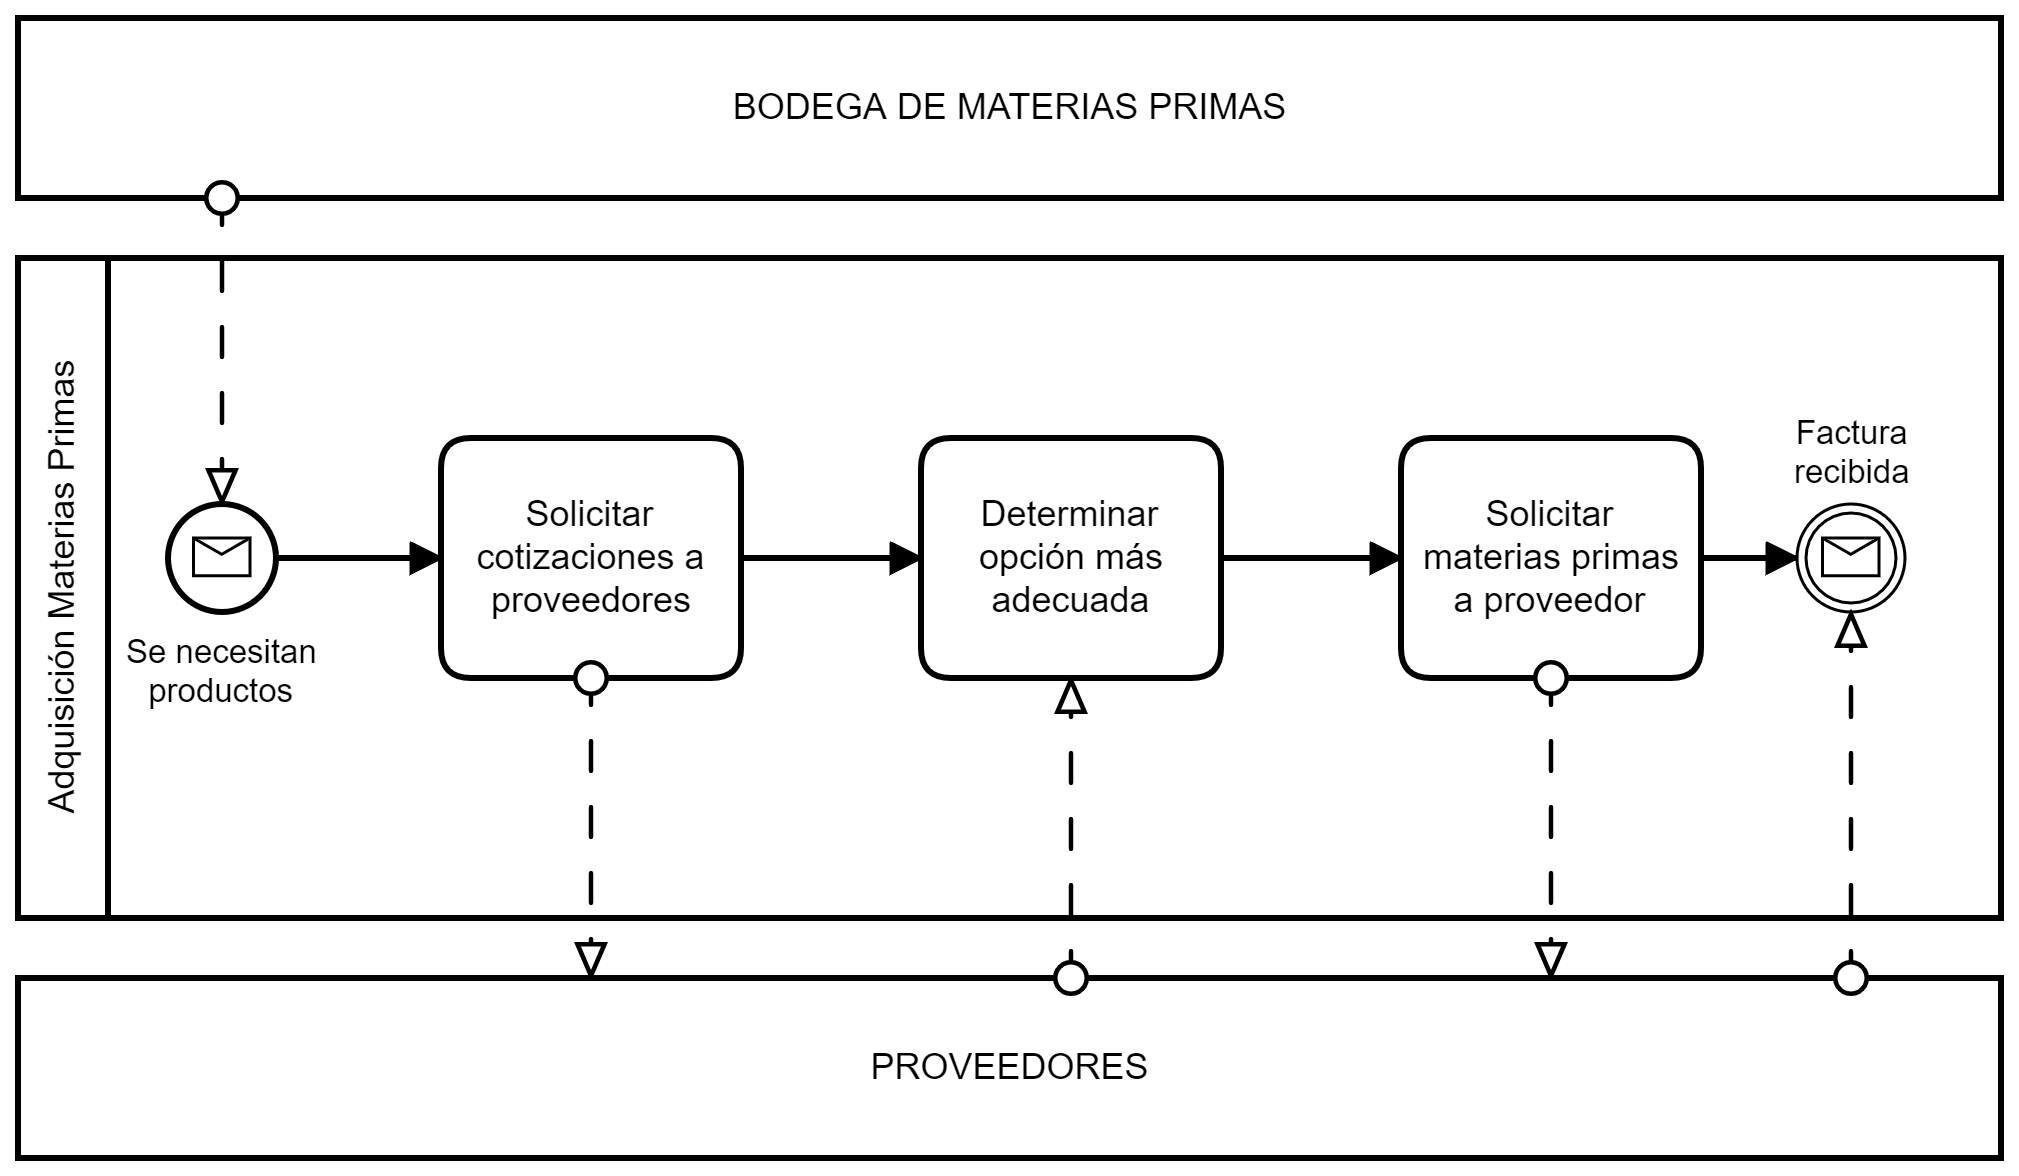 BODEGA DE MATERIAS PRIMAS
Adquisición Materias Primas
Se necesitan
productos
Solicitar
cotizaciones a
proveedores
Determinar
opción más
adecuada
Solicitar
materias primas
a proveedor
Factura
recibida
PROVEEDORES